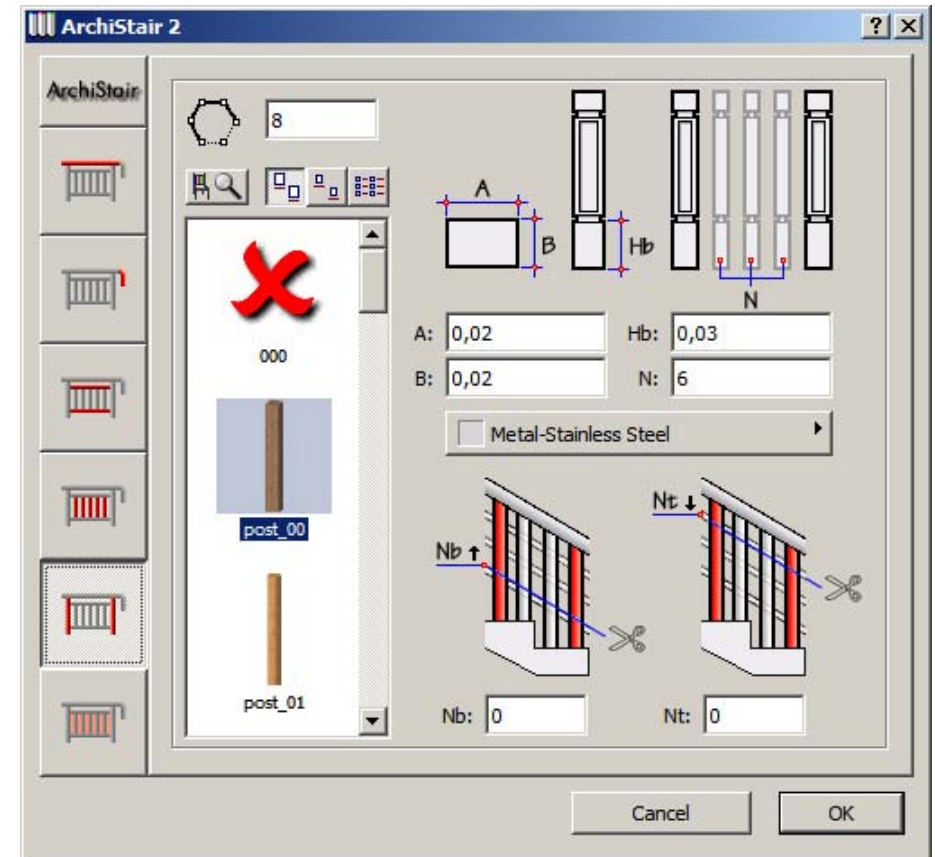 ArchiStair 2
ArchiStair
8
A
B
Hb
N
000
A: 0,02
Hb: 0,03
B: 0,02
N: 6
Metal-Stainless Steel
post_00
Nb
Nt
post_01
Nb: 0
Nt: 0
Cancel
OK